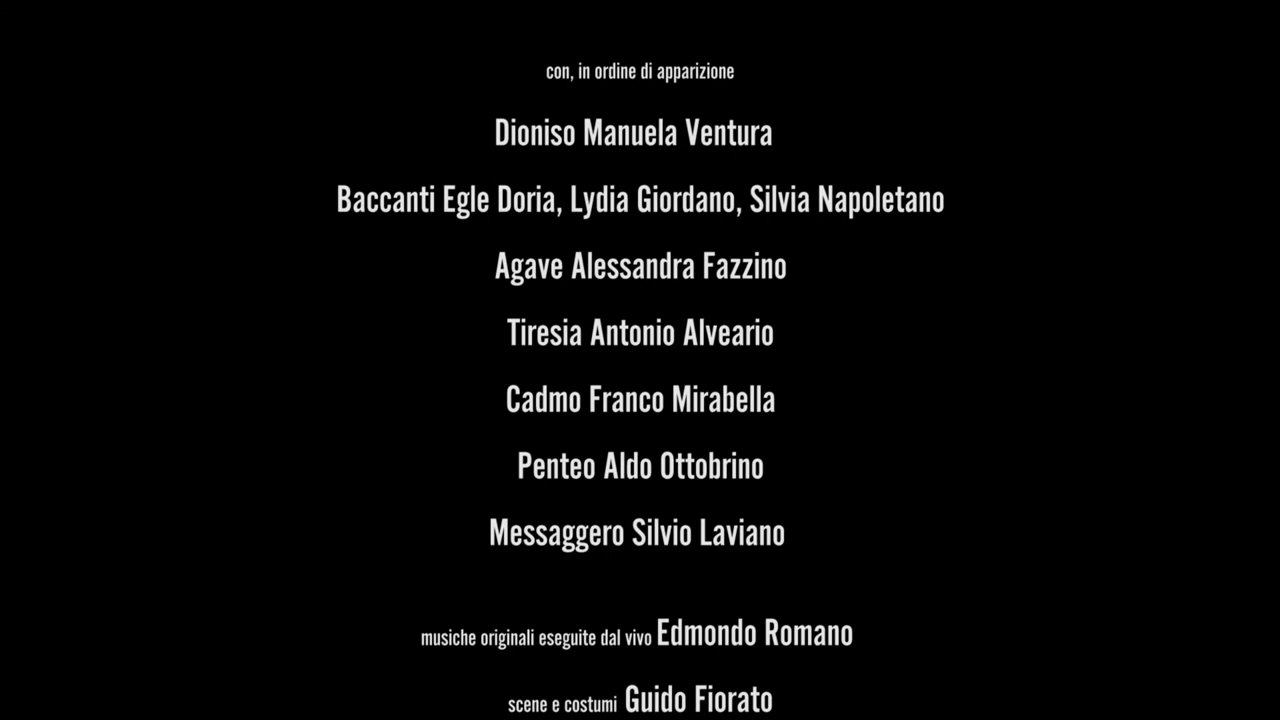 con, in ordine di apparizione
Dioniso Manuela Ventura
Baccanti Egle Doria, Lydia Giordano, Silvia Napoletano
Agave Alessandra Fazzino
Tiresia Antonio Alveario
Cadmo Franco Mirabella
Penteo Aldo Ottobrino
Messaggero Silvio Laviano
musiche originali eseguite dal vivo Edmondo Romano
scene e costumi Guido Fiorato